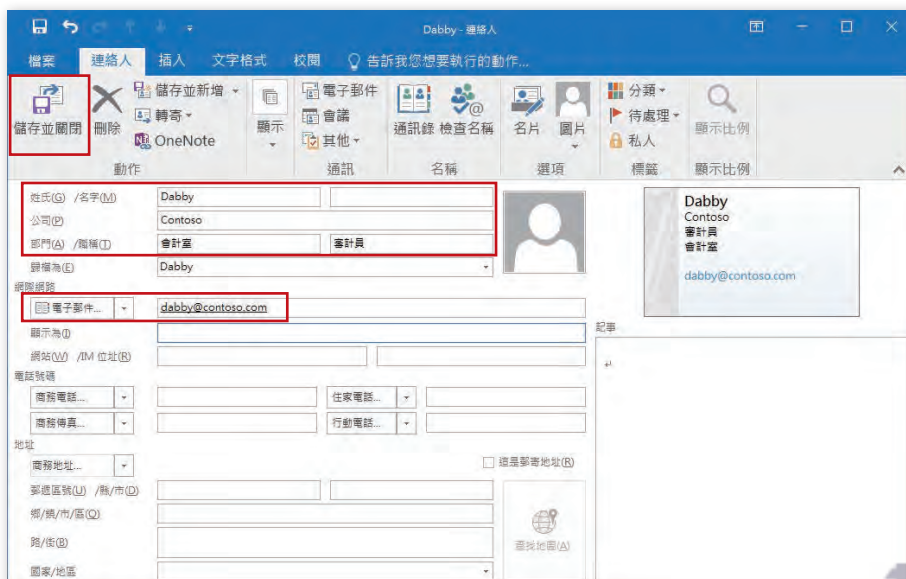 Dabby - 連絡人
檔案 連絡人 插入 文字格式 校閱 告訴我您想要執行的動作...
儲存並關閉 刪除 儲存並新增 轉寄 OneNote 顯示 電子郵件 會議 其他 通訊錄 檢查名稱 名片 圖片 分類 待處理 私人 顯示比例
動作 通訊 名稱 選項 標籤 顯示比例
姓氏(G) /名字(M) Dabby
公司(P) Contoso
部門(A) /職稱(T) 會計室 審計員
歸檔為(E) Dabby
網際網路
電子郵件... dabby@contoso.com
顯示為(I)
網站(W) /IM 位址(R)
電話號碼
商務電話... 住家電話...
商務傳真... 行動電話...
地址
商務地址... 這是郵寄地址(R)
郵遞區號(U) /縣/市(D)
鄉/鎮/市/區(Q)
路/街(B)
查找地圖(A)
國家/地區
Dabby
Contoso
審計員
會計室
dabby@contoso.com
記事